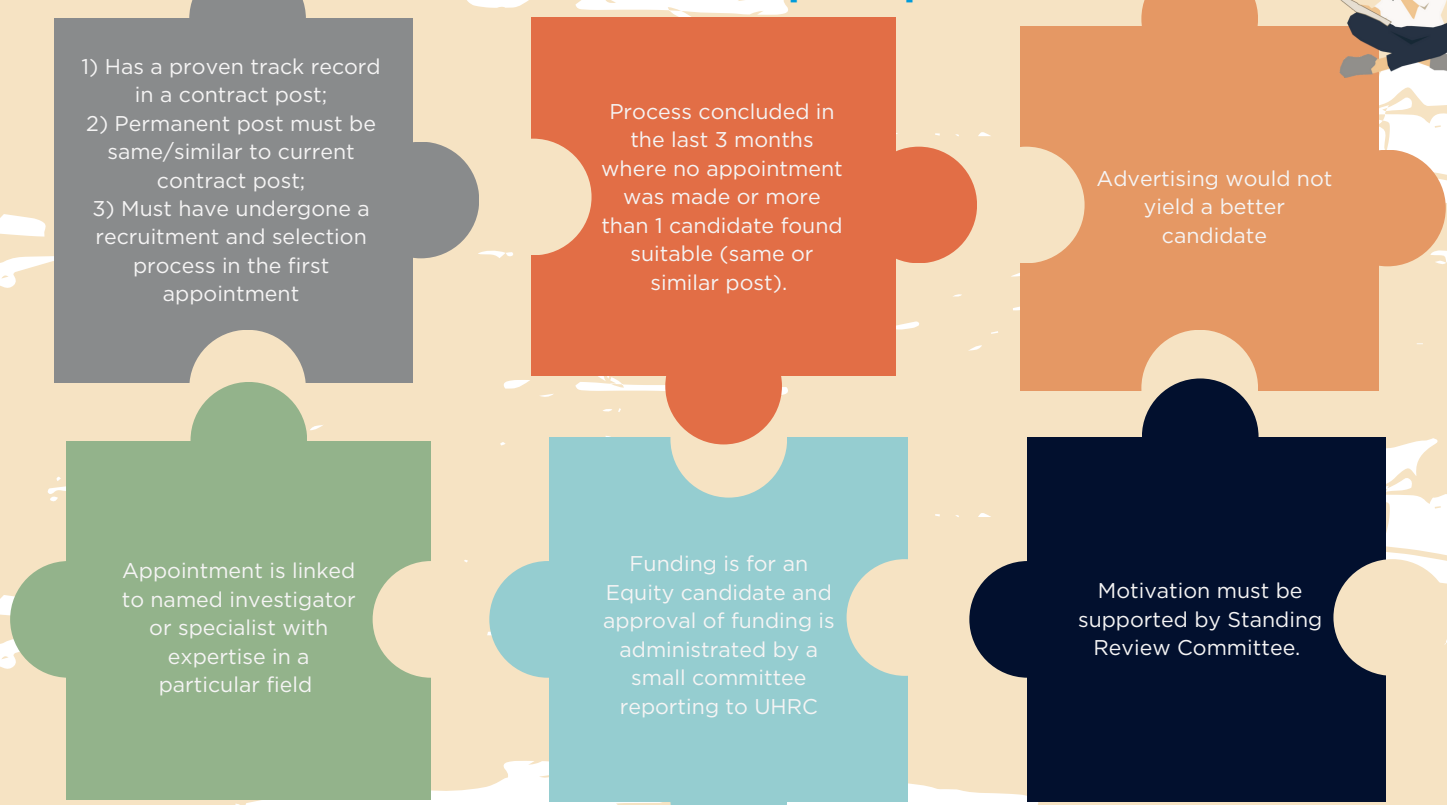 1) Has a proven track record
in a contract post;
2) Permanent post must be
same/similar to current
contract post;
3) Must have undergone a
recruitment and selection
process in the first
appointment
Process concluded in
the last 3 months
where no appointment
was made or more
than 1 candidate found
suitable (same or
similar post).
Advertising would not
yield a better
candidate
Appointment is linked
to named investigator
or specialist with
expertise in a
particular field
Funding is for an
Equity candidate and
approval of funding is
administrated by a
small committee
reporting to UHRC
Motivation must be
supported by Standing
Review Committee.